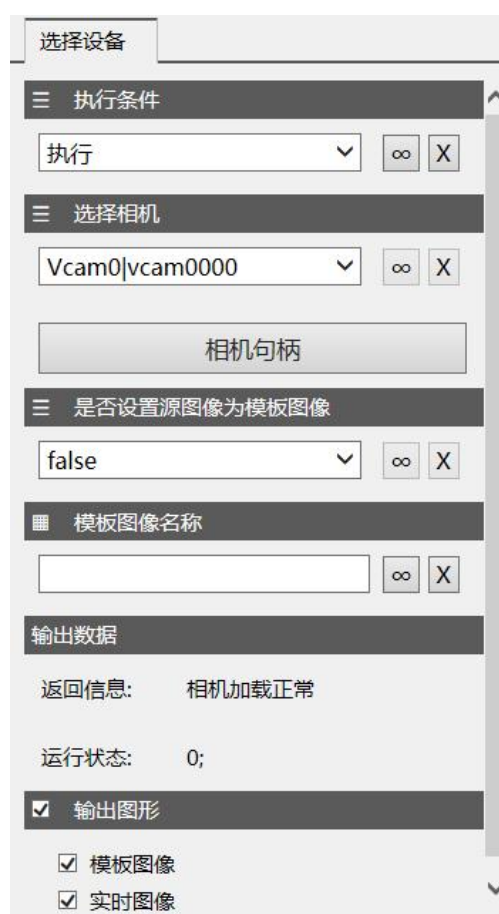 选择设备
执行条件
执行 ∞ X
选择相机
Vcam0|vcam0000 ∞ X
相机句柄
是否设置源图像为模板图像
false ∞ X
模板图像名称
∞ X
输出数据
返回信息: 相机加载正常
运行状态: 0;
输出图形
模板图像
实时图像